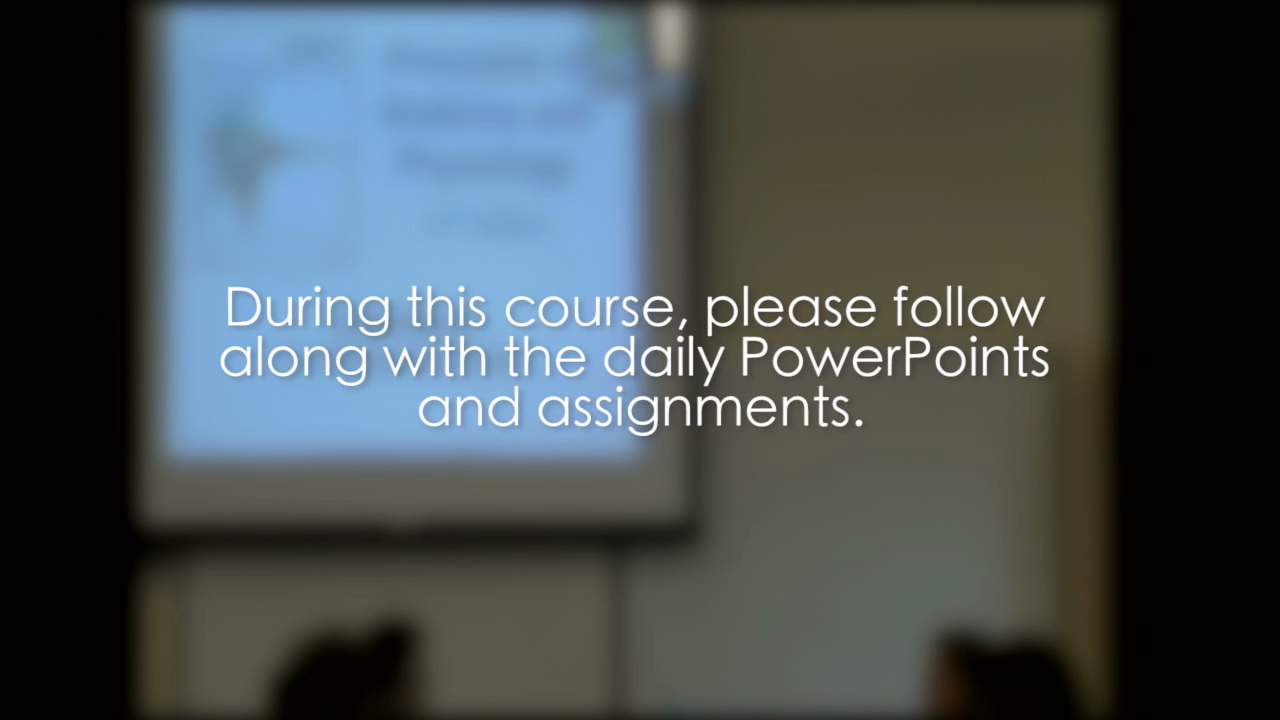 During this course, please follow
along with the daily PowerPoints
and assignments.